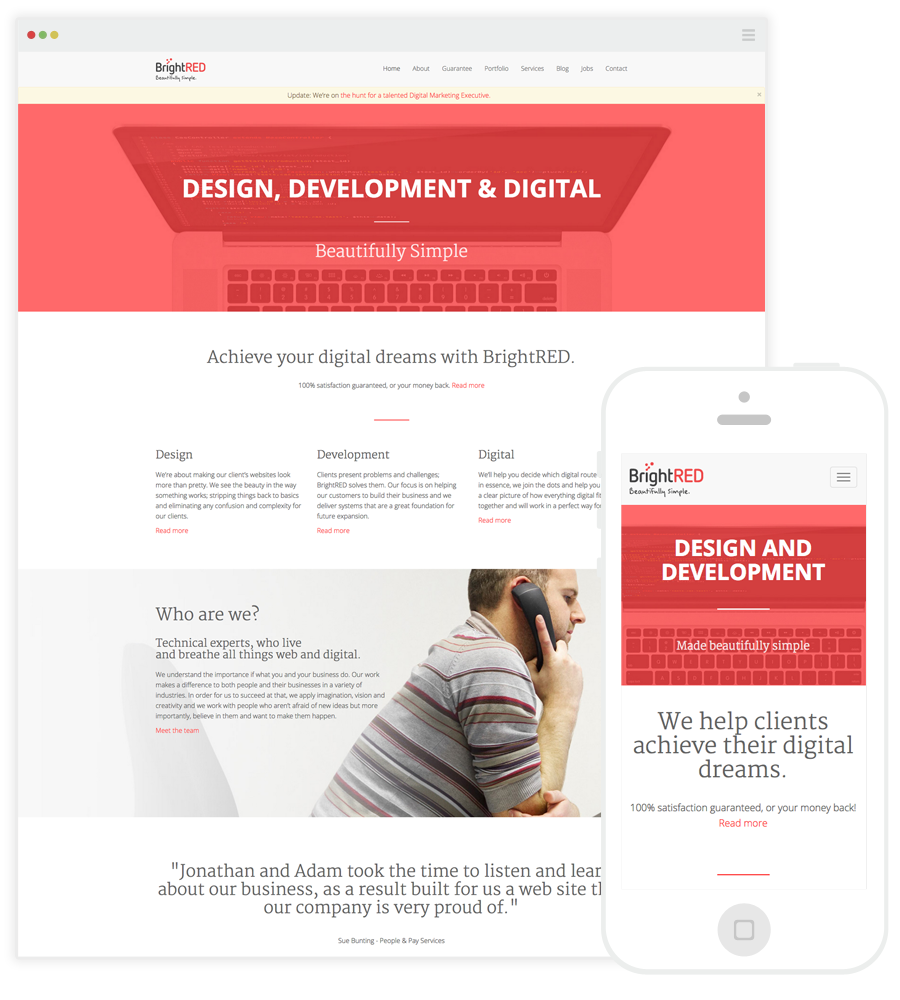 BrightRED
Beautifully Simple.
Home About Guarantee Portfolio Services Blog Jobs Contact
Update: We're on the hunt for a talented Digital Marketing Executive.
×
DESIGN, DEVELOPMENT & DIGITAL
Beautifully Simple
Achieve your digital dreams with BrightRED.
100% satisfaction guaranteed, or your money back. Read more
Design
We're about making our client's websites look
more than pretty. We see the beauty in the way
something works; stripping things back to basics
and eliminating any confusion and complexity for
our clients.
Read more
Development
Clients present problems and challenges;
BrightRED solves them. Our focus is on helping
our customers to build their business and we
deliver systems that are a great foundation for
future expansion.
Read more
Digital
We'll help you decide which digital route
in essence, we join the dots and help you
a clear picture of how everything digital fit
together and will work in a perfect way fo
Read more
Who are we?
Technical experts, who live
and breathe all things web and digital.
We understand the importance if what you and your business do. Our work
makes a difference to both people and their businesses in a variety of
industries. In order for us to succeed at that, we apply imagination, vision and
creativity and we work with people who aren't afraid of new ideas but more
importantly, believe in them and want to make them happen.
Meet the team
"Jonathan and Adam took the time to listen and lear
about our business, as a result built for us a web site th
our company is very proud of."
Sue Bunting - People & Pay Services
BrightRED
Beautifully Simple.
DESIGN AND
DEVELOPMENT
Made beautifully simple
We help clients
achieve their digital
dreams.
100% satisfaction guaranteed, or your money back!
Read more